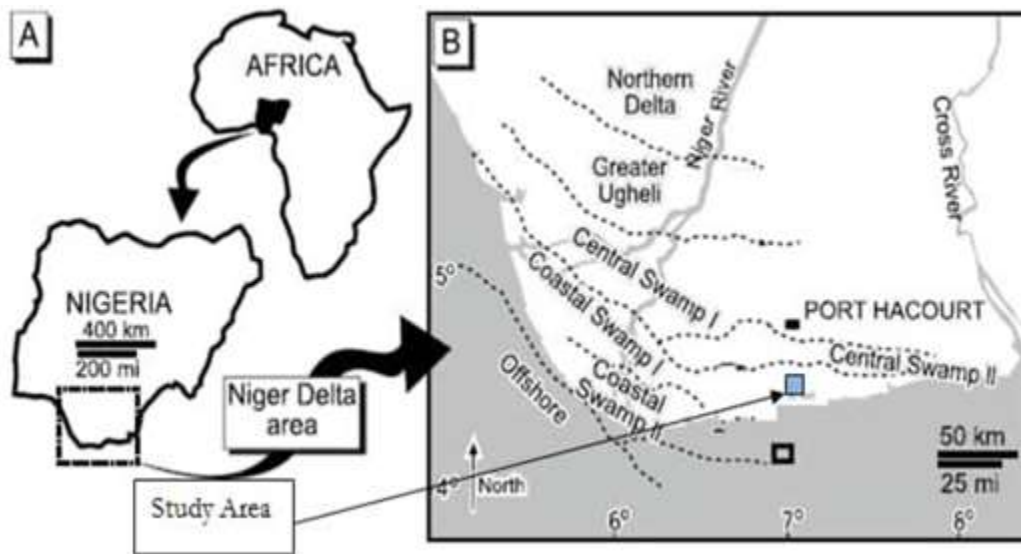 A
AFRICA
NIGERIA
400 km
200 mi
Niger Delta
area
Study Area
B
Northern
Delta
Niger River
Cross River
Greater
Ugheli
Central Swamp I
Coastal Swamp I
PORT HACOURT
Central Swamp II
Coastal
Swamp II
Offshore
5°
4°
North
50 km
25 mi
6°
7°
8°